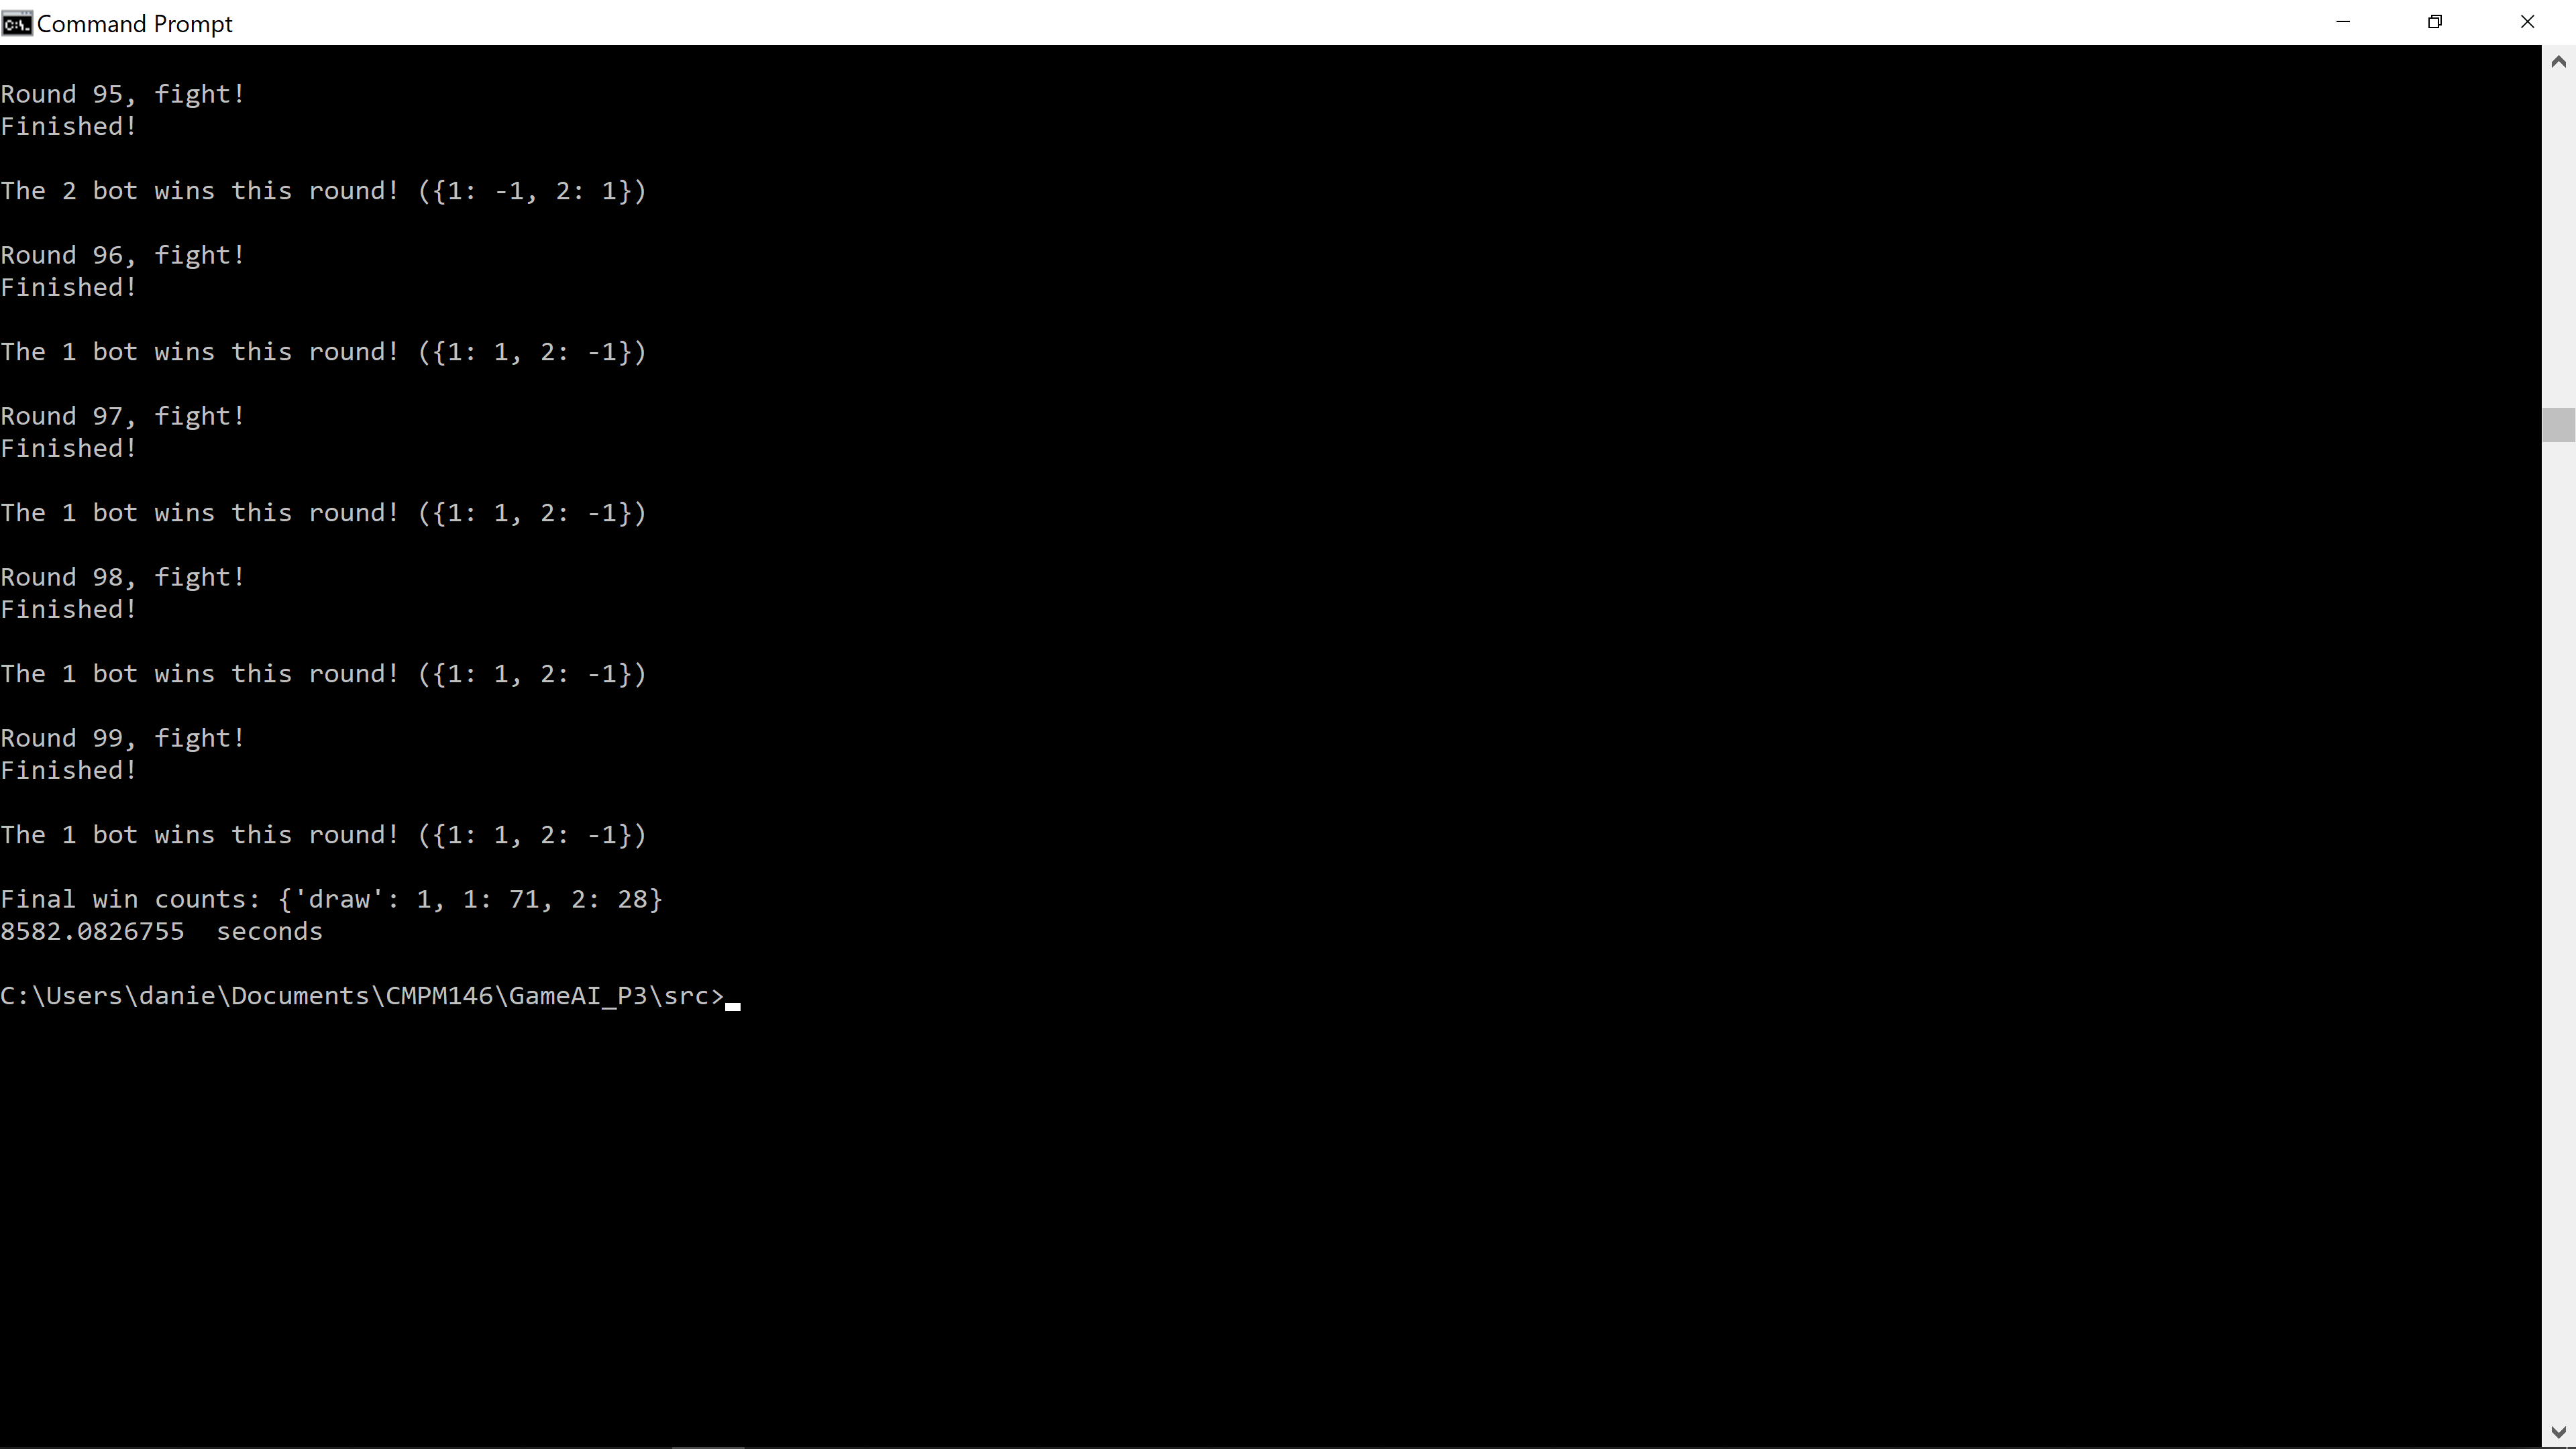 Command Prompt
Round 95, fight!
Finished!
The 2 bot wins this round! ({1: -1, 2: 1})
Round 96, fight!
Finished!
The 1 bot wins this round! ({1: 1, 2: -1})
Round 97, fight!
Finished!
The 1 bot wins this round! ({1: 1, 2: -1})
Round 98, fight!
Finished!
The 1 bot wins this round! ({1: 1, 2: -1})
Round 99, fight!
Finished!
The 1 bot wins this round! ({1: 1, 2: -1})
Final win counts: {'draw': 1, 1: 71, 2: 28}
8582.0826755  seconds
C:\Users\danie\Documents\CMPM146\GameAI_P3\src>